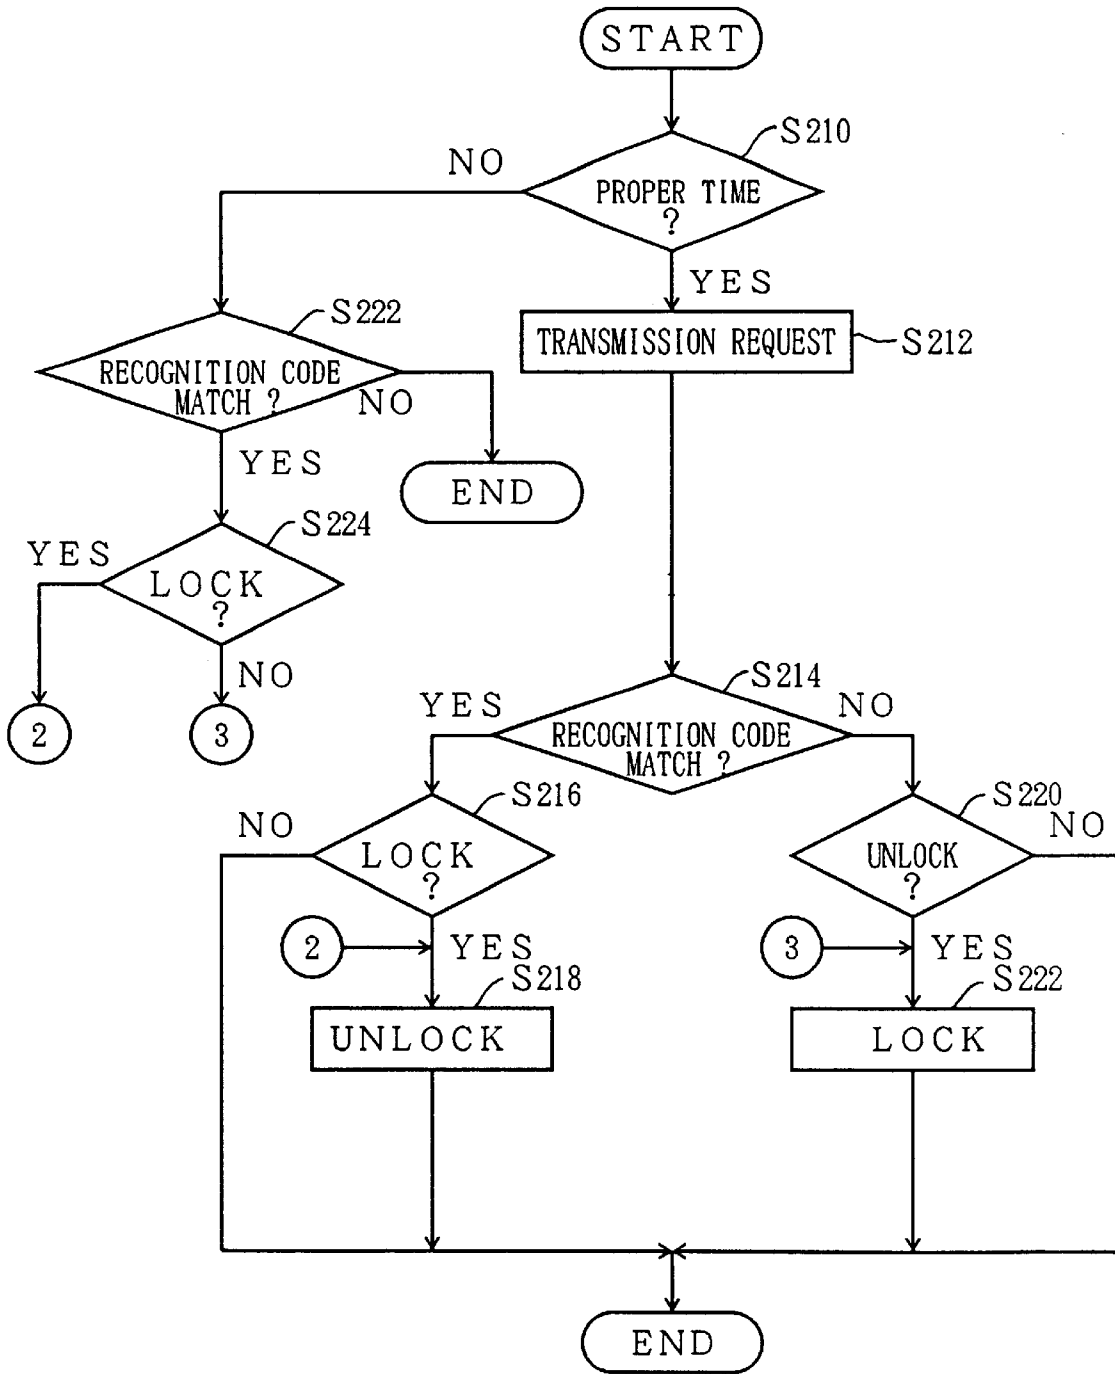 START
S210
NO
PROPER TIME
?
YES
S222
TRANSMISSION REQUEST
S212
RECOGNITION CODE
MATCH ?
NO
YES
END
S224
YES
LOCK
?
NO
2
3
S214
YES
NO
RECOGNITION CODE
MATCH ?
S216
S220
NO
NO
LOCK
?
UNLOCK
?
2
YES
3
YES
S218
S222
UNLOCK
LOCK
END